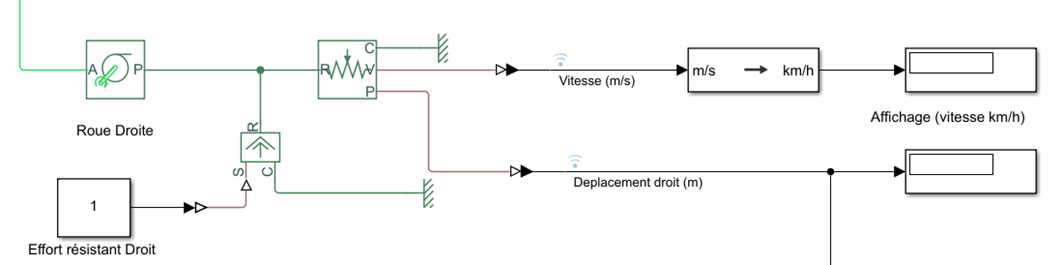 A P
Roue Droite
R C V P
Vitesse (m/s)
m/s km/h
Affichage (vitesse km/h)
R
S C
Deplacement droit (m)
1
Effort résistant Droit